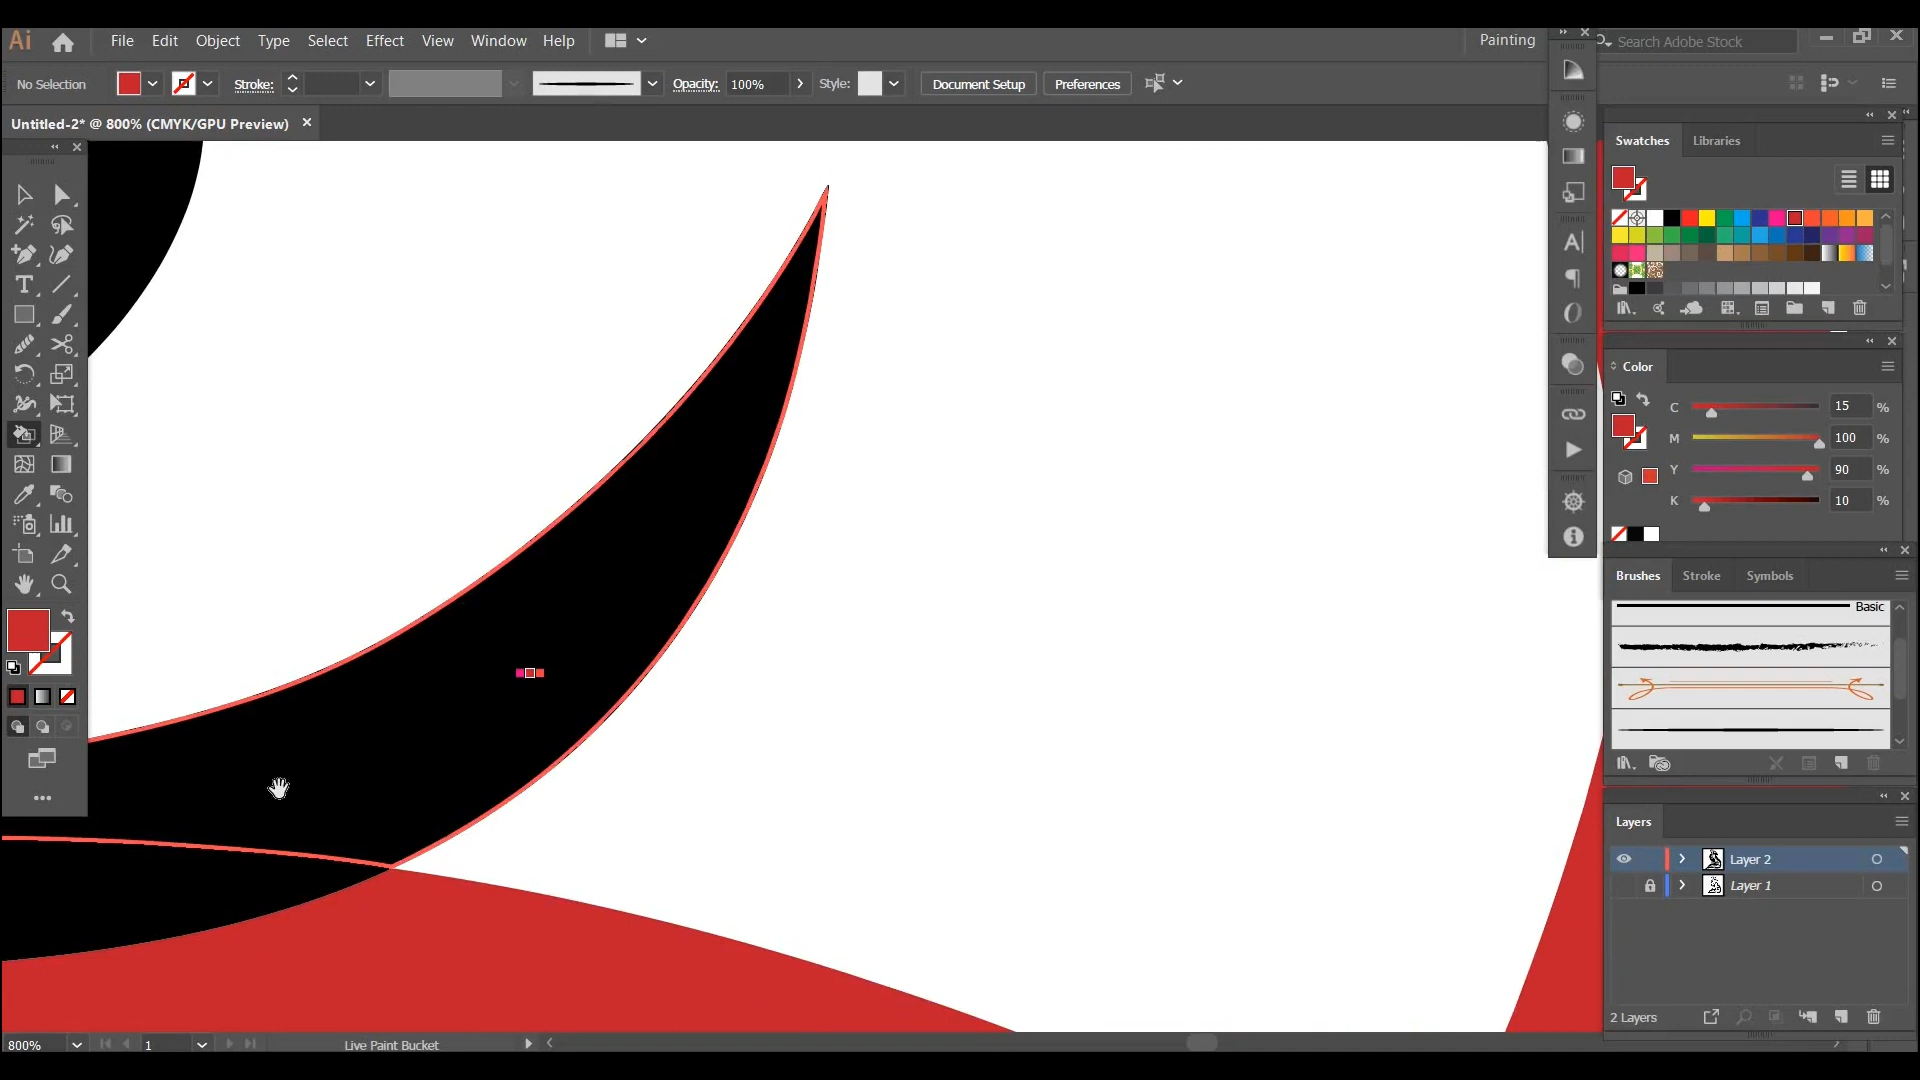 Ai File Edit Object Type Select Effect View Window Help Painting Search Adobe Stock
No Selection Stroke: Opacity: 100% Style: Document Setup Preferences
Untitled-2* @ 800% (CMYK/GPU Preview)
Swatches Libraries
Color
C 15 %
M 100 %
Y 90 %
K 10 %
Brushes Stroke Symbols
Basic
Layers
Layer 2
Layer 1
2 Layers
800% 1 Live Paint Bucket